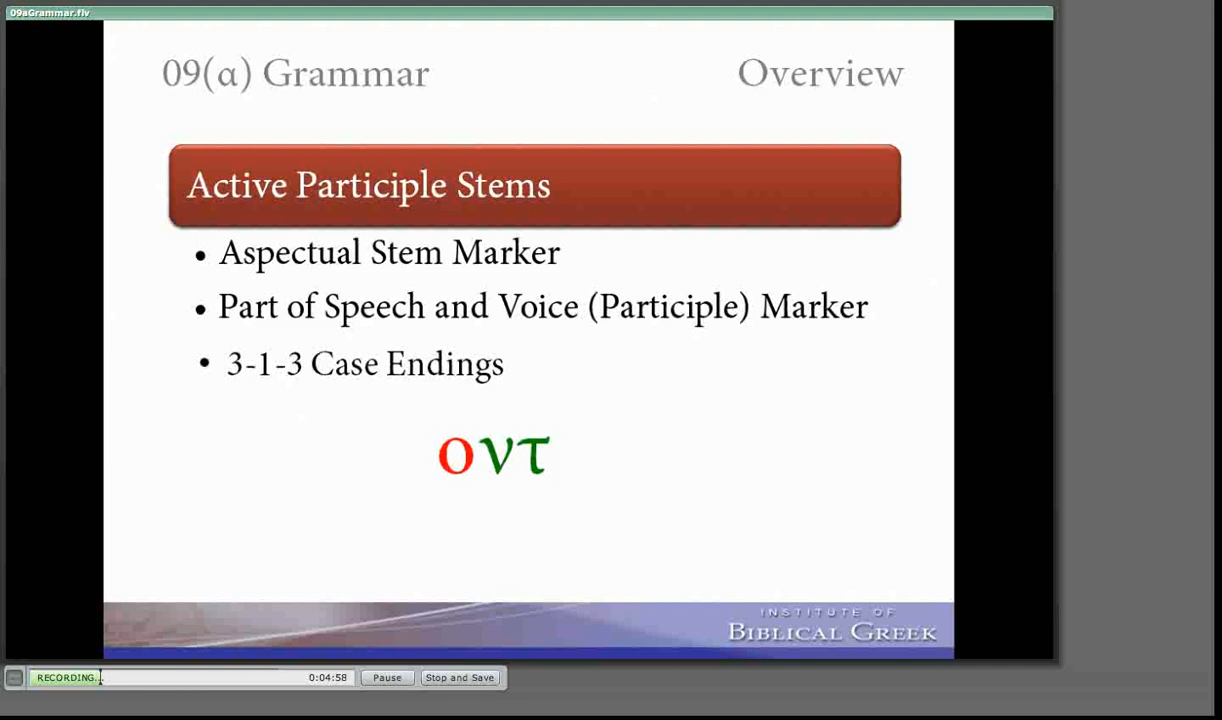 09aGrammar.flv
09(α) Grammar
Overview
Active Participle Stems
• Aspectual Stem Marker
• Part of Speech and Voice (Participle) Marker
• 3-1-3 Case Endings
οντ
INSTITUTE OF
BIBLICAL GREEK
RECORDING...
0:04:58
Pause
Stop and Save